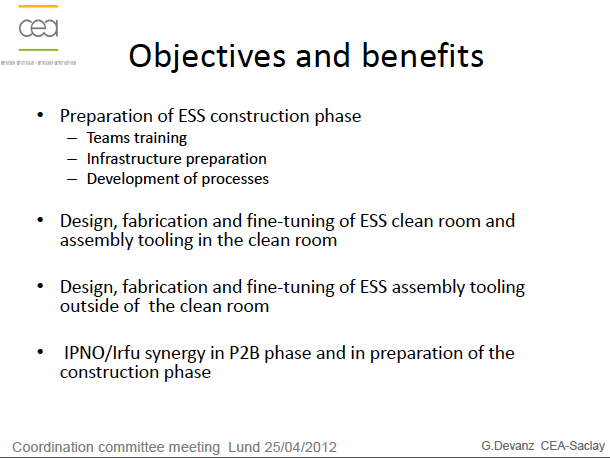 cea
Objectives and benefits
• Preparation of ESS construction phase
– Teams training
– Infrastructure preparation
– Development of processes
• Design, fabrication and fine-tuning of ESS clean room and
assembly tooling in the clean room
• Design, fabrication and fine-tuning of ESS assembly tooling
outside of the clean room
• IPNO/Irfu synergy in P2B phase and in preparation of the
construction phase
Coordination committee meeting Lund 25/04/2012
G.Devanz CEA-Saclay